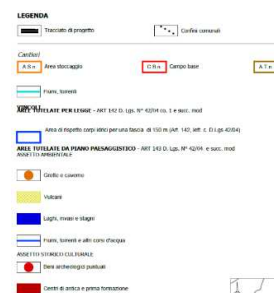 LEGENDA
Tracciato di progetto
Confini comunali
Cantieri
Area stoccaggio
Campo base
Fiumi, torrenti
VINCOLI
AREE TUTELATE PER LEGGE - ART 142 D. Lgs. N° 42/04 co. 1 e succ. mod
Area di rispetto corpi idrici per una fascia di 150 m (Art. 142, lett. c. D.Lgs 42/04)
AREE TUTELATE DA PIANO PAESAGGISTICO - ART 143 D. Lgs. N° 42/04 e succ. mod
ASSETTO AMBIENTALE
Grotte e caverne
Vulcani
Laghi, invasi e stagni
Fiumi, torrenti e altri corsi d'acqua
ASSETTO STORICO CULTURALE
Beni archeologici puntuali
Centri di antica e prima formazione